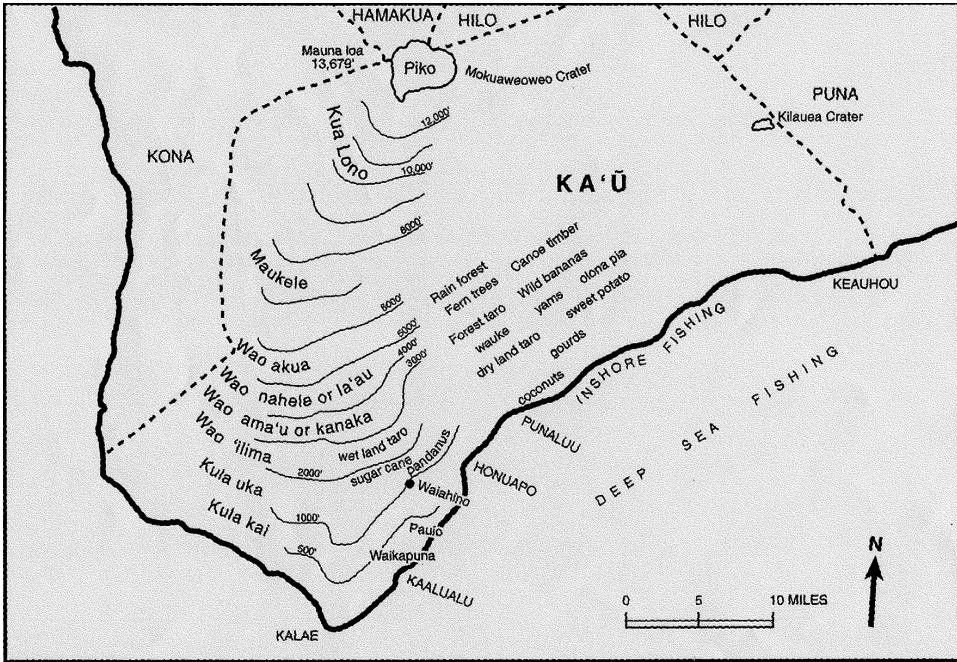 HAMAKUA
HILO
HILO
Mauna loa
13,679'
Piko
Mokuaweoweo Crater
PUNA
Kilauea Crater
KONA
Kua Lono
12,000'
10,000'
KA'Ū
8000'
Maukele
Rain forest
Canoe timber
Fern trees
Wild bananas
Forest taro
yams
olona pia
wauke
sweet potato
dry land taro
gourds
coconuts
KEAUHOU
INSHORE FISHING
DEEP SEA FISHING
6000'
5000'
4000'
3000'
Wao akua
Wao nahele or la'au
Wao ama'u or kanaka
Wao 'ilima
wet land taro
sugar cane
Pandanus
2000'
PUNALUU
HONUAPO
Waiahino
Kula uka
1000'
Kula kai
500'
Pauio
Waikapuna
KAALUALU
KALAE
N
0 5 10 MILES